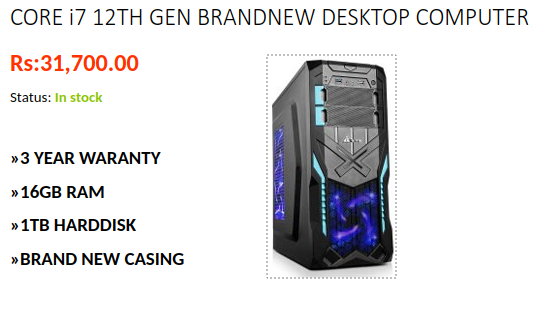 CORE i7 12TH GEN BRANDNEW DESKTOP COMPUTER
Rs:31,700.00
Status: In stock
»3 YEAR WARANTY
»16GB RAM
»1TB HARDDISK
»BRAND NEW CASING